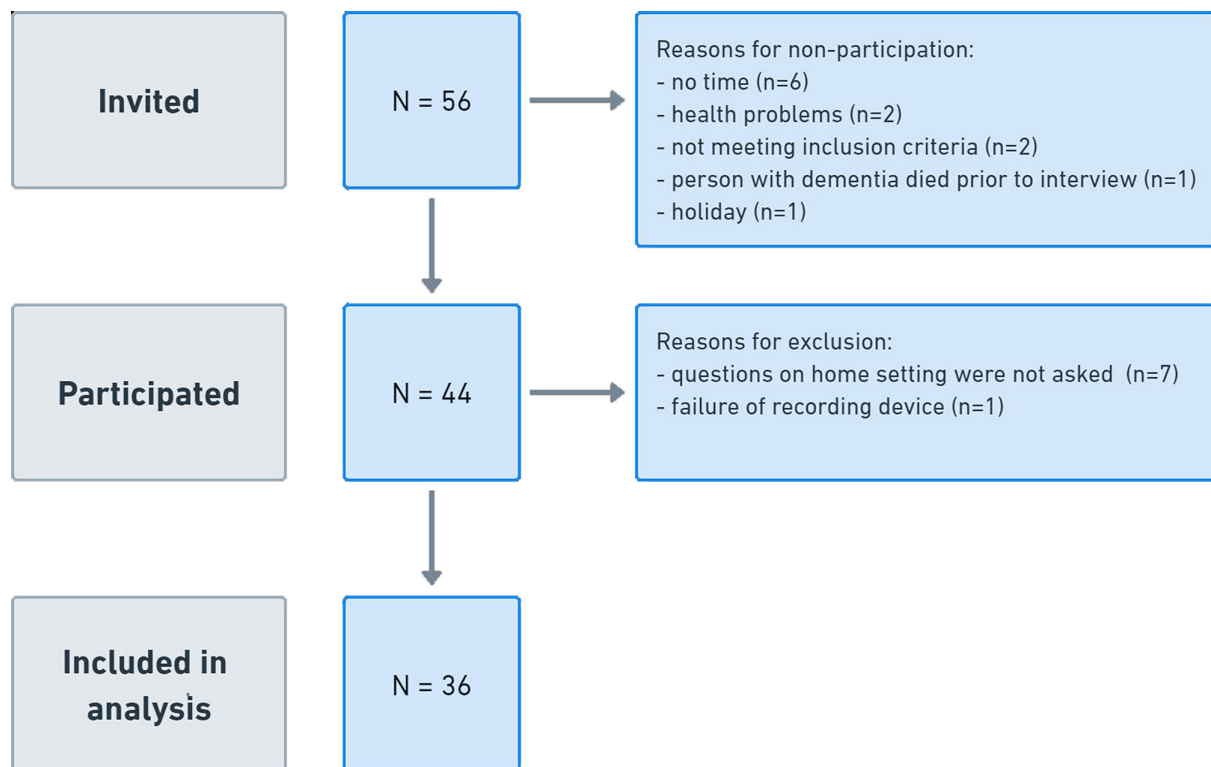 Invited
N = 56
Reasons for non-participation:
- no time (n=6)
- health problems (n=2)
- not meeting inclusion criteria (n=2)
- person with dementia died prior to interview (n=1)
- holiday (n=1)
Participated
N = 44
Reasons for exclusion:
- questions on home setting were not asked  (n=7)
- failure of recording device (n=1)
Included in
analysis
N = 36